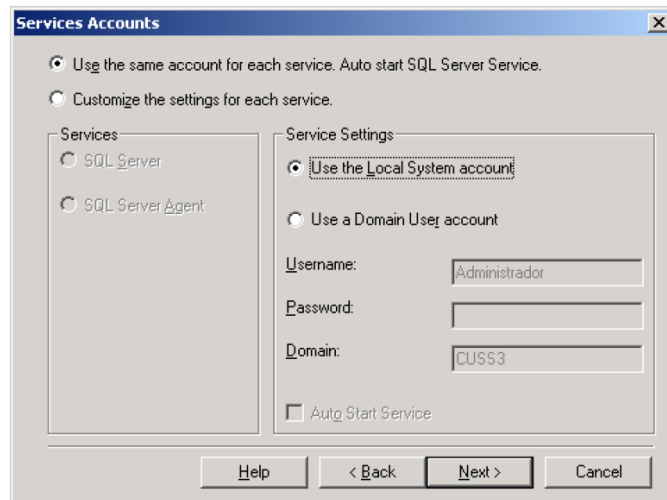 Services Accounts
Use the same account for each service. Auto start SQL Server Service.
Customize the settings for each service.
Services
SQL Server
SQL Server Agent
Service Settings
Use the Local System account
Use a Domain User account
Username:
Administrador
Password:
Domain:
CUSS3
Auto Start Service
Help
< Back
Next >
Cancel